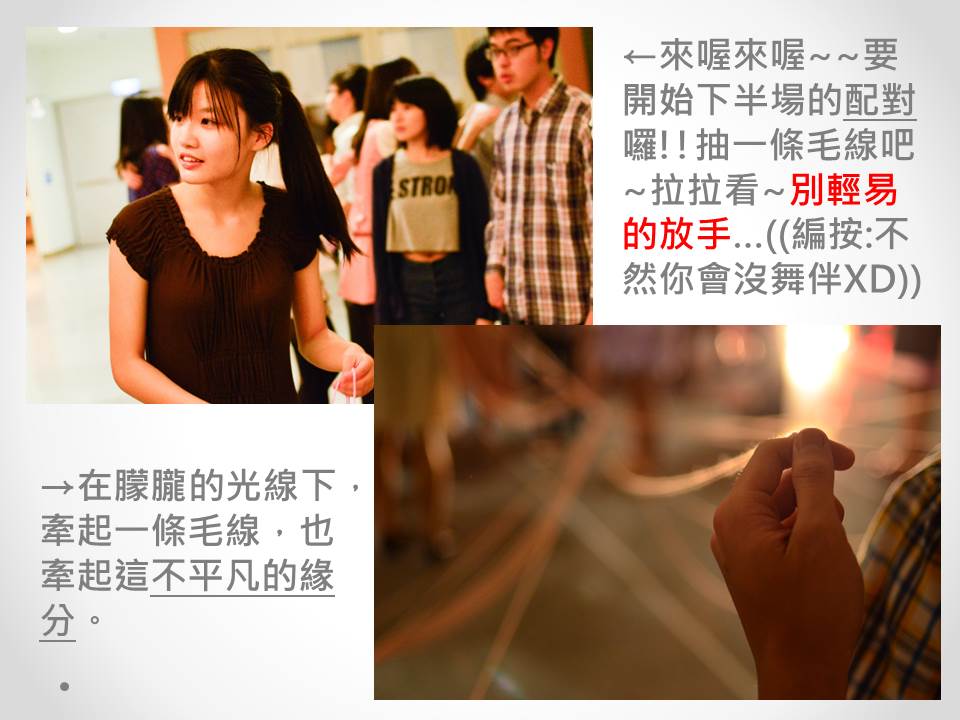 ←來喔來喔~~要
開始下半場的配對
囉!!抽一條毛線吧
~拉拉看~別輕易
的放手…((編按:不
然你會沒舞伴XD))
STRO
→在朦朧的光線下，
牽起一條毛線，也
牽起這不平凡的緣
分。